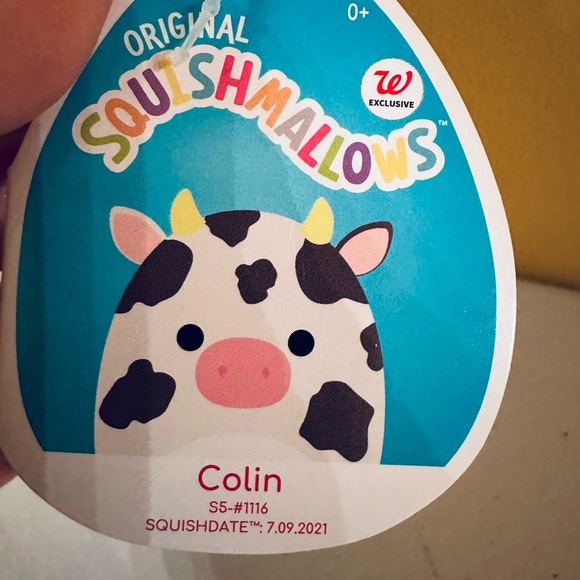 ORIGINAL
SQUISHMALLOWS™
0+
W
EXCLUSIVE
Colin
S5-#1116
SQUISHDATE™: 7.09.2021